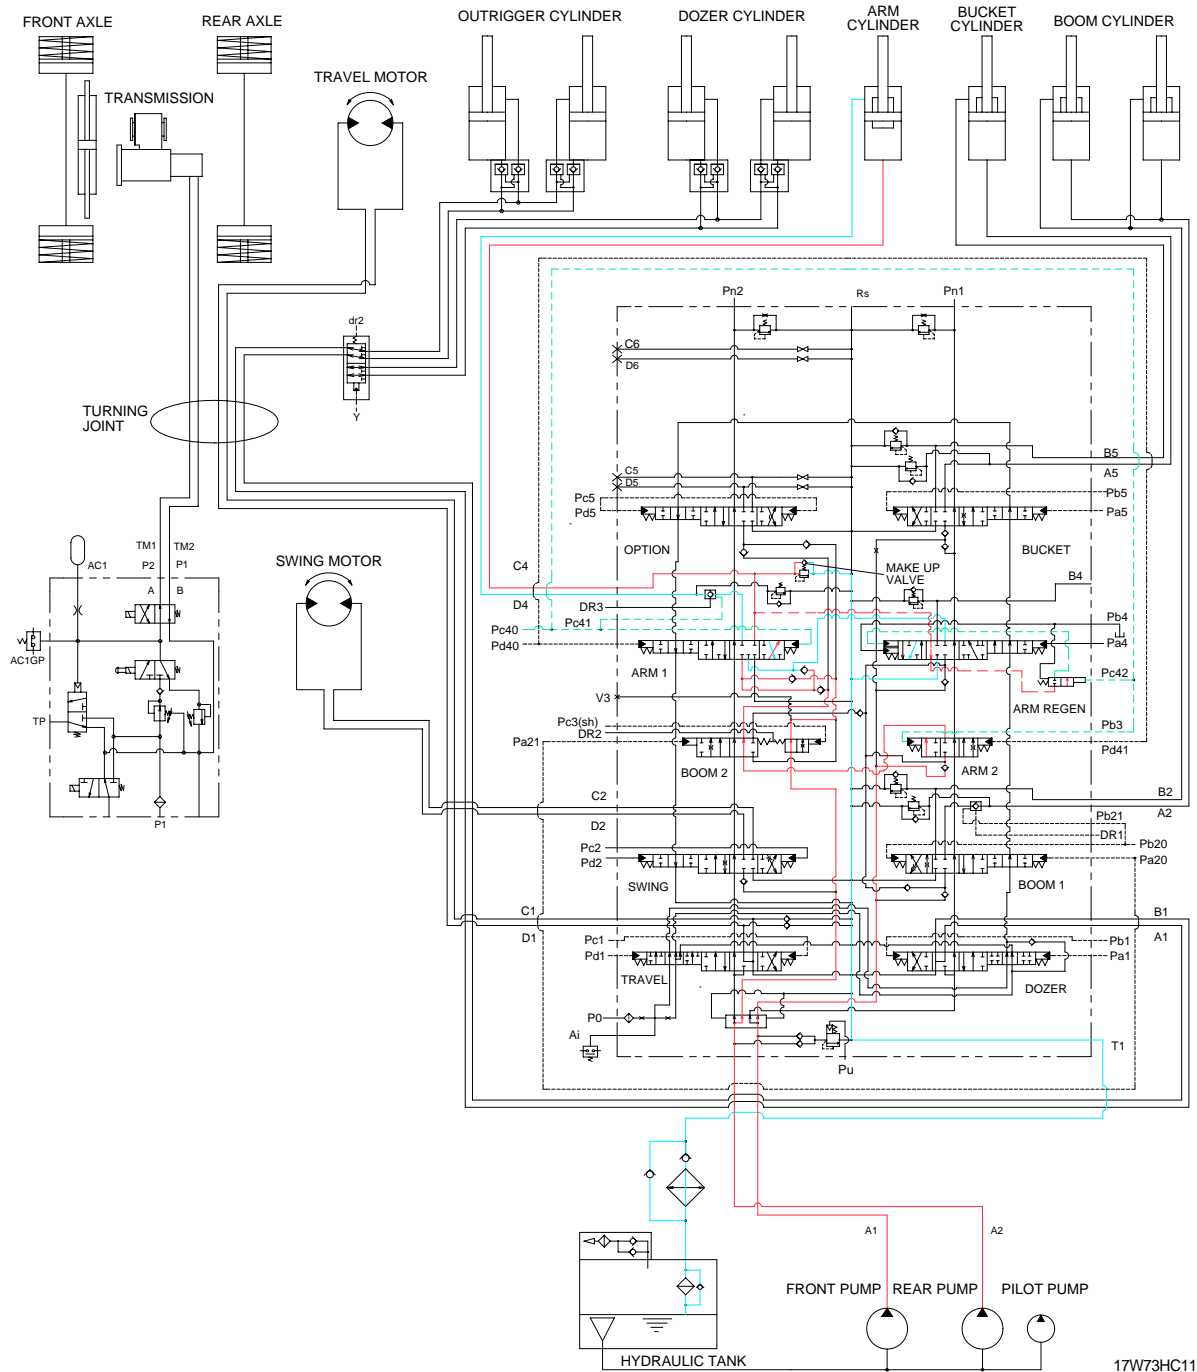 FRONT AXLE
REAR AXLE
OUTRIGGER CYLINDER
DOZER CYLINDER
ARM
CYLINDER
BUCKET
CYLINDER
BOOM CYLINDER
TRAVEL MOTOR
TRANSMISSION
Pn2
Rs
Pn1
dr2
C6
D6
Y
TURNING
JOINT
B5
A5
C5
D5
Pc5
Pd5
Pb5
Pa5
OPTION
BUCKET
TM1
TM2
AC1
P2
P1
A
B
SWING MOTOR
C4
MAKE UP
VALVE
B4
D4
DR3
Pc40
Pc41
Pd40
Pb4
Pa4
AC1GP
ARM 1
Pc42
V3
ARM REGEN
TP
Pc3(sh)
DR2
Pa21
Pb3
Pd41
BOOM 2
ARM 2
C2
B2
A2
P1
D2
Pb21
DR1
Pc2
Pd2
Pb20
Pa20
SWING
BOOM 1
C1
D1
B1
A1
Pc1
Pd1
Pb1
Pa1
TRAVEL
DOZER
P0
Ai
T1
Pu
A1
A2
FRONT PUMP
REAR PUMP
PILOT PUMP
HYDRAULIC TANK
17W73HC11